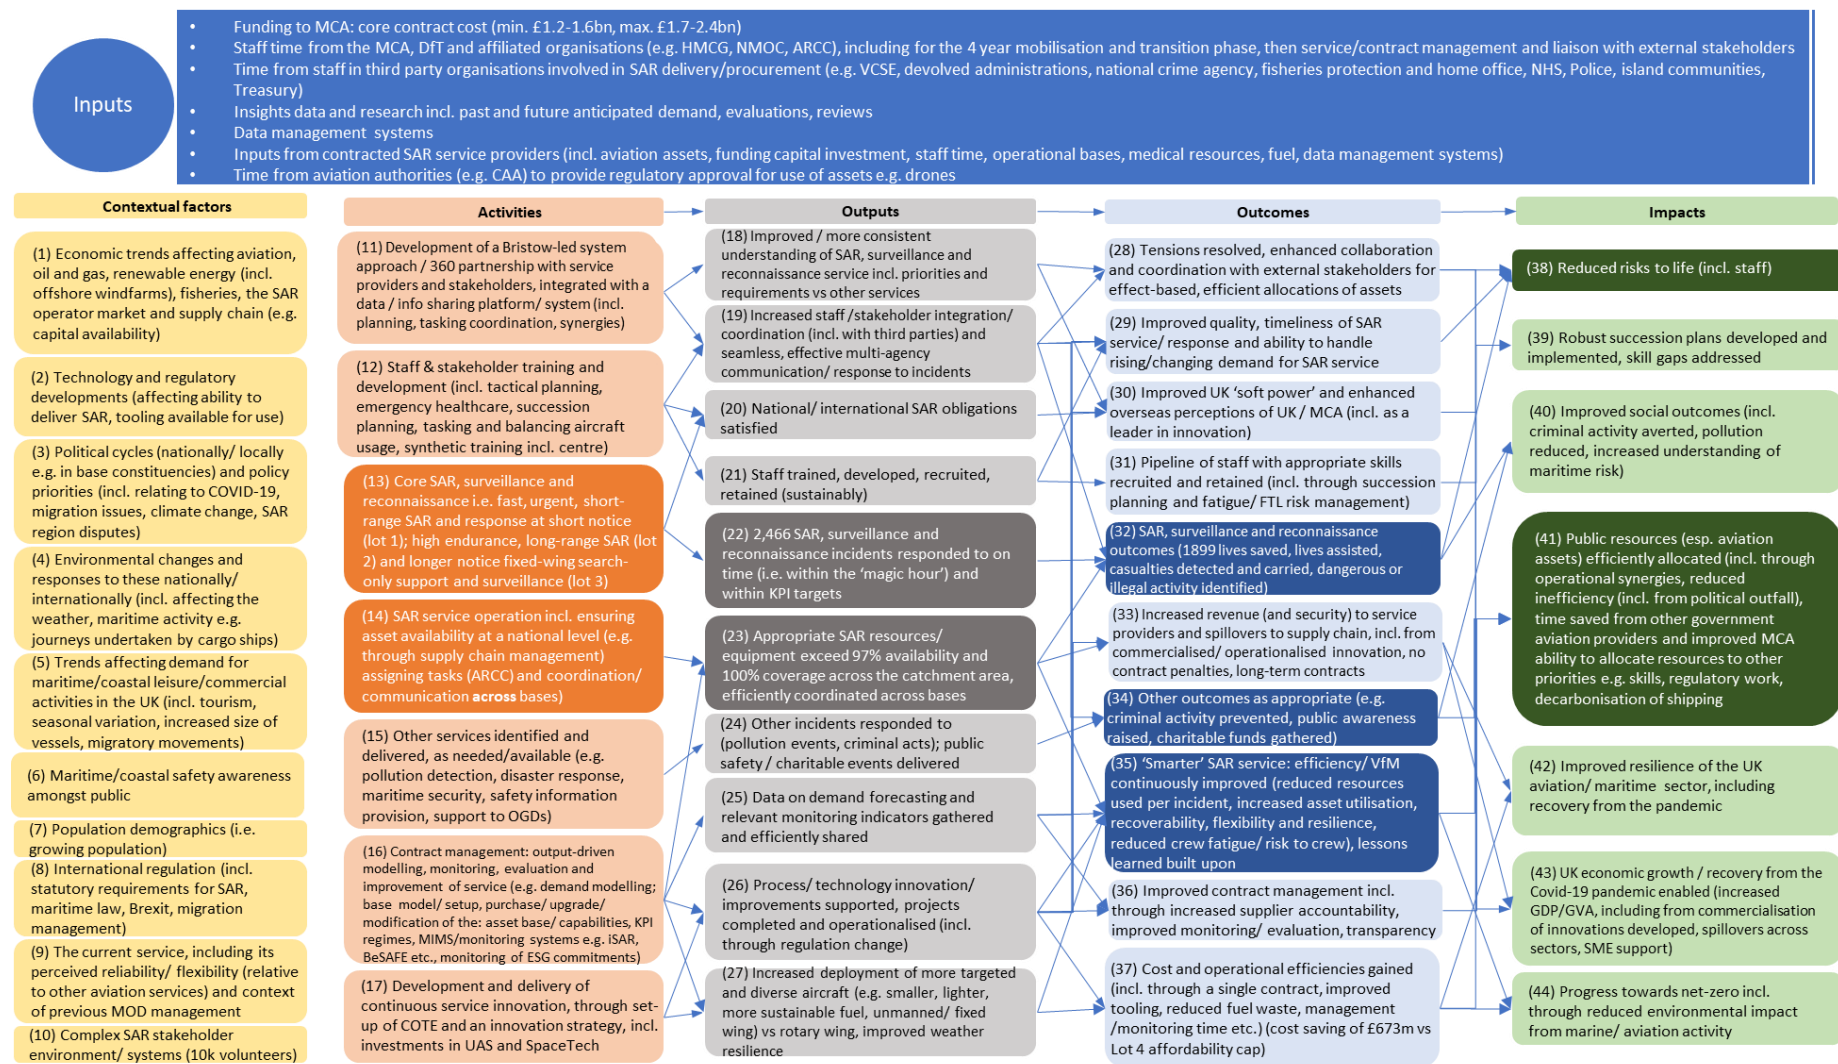 Inputs
• Funding to MCA: core contract cost (min. £1.2-1.6bn, max. £1.7-2.4bn)
• Staff time from the MCA, DfT and affiliated organisations (e.g. HMCG, NMOC, ARCC), including for the 4 year mobilisation and transition phase, then service/contract management and liaison with external stakeholders
• Time from staff in third party organisations involved in SAR delivery/procurement (e.g. VCSE, devolved administrations, national crime agency, fisheries protection and home office, NHS, Police, island communities,
Treasury)
• Insights data and research incl. past and future anticipated demand, evaluations, reviews
• Data management systems
• Inputs from contracted SAR service providers (incl. aviation assets, funding capital investment, staff time, operational bases, medical resources, fuel, data management systems)
• Time from aviation authorities (e.g. CAA) to provide regulatory approval for use of assets e.g. drones
Contextual factors
(1) Economic trends affecting aviation,
oil and gas, renewable energy (incl.
offshore windfarms), fisheries, the SAR
operator market and supply chain (e.g.
capital availability)
(2) Technology and regulatory
developments (affecting ability to
deliver SAR, tooling available for use)
(3) Political cycles (nationally/ locally
e.g. in base constituencies) and policy
priorities (incl. relating to COVID-19,
migration issues, climate change, SAR
region disputes)
(4) Environmental changes and
responses to these nationally/
internationally (incl. affecting the
weather, maritime activity e.g.
journeys undertaken by cargo ships)
(5) Trends affecting demand for
maritime/coastal leisure/commercial
activities in the UK (incl. tourism,
seasonal variation, increased size of
vessels, migratory movements)
(6) Maritime/coastal safety awareness
amongst public
(7) Population demographics (i.e.
growing population)
(8) International regulation (incl.
statutory requirements for SAR,
maritime law, Brexit, migration
management)
(9) The current service, including its
perceived reliability/ flexibility (relative
to other aviation services) and context
of previous MOD management
(10) Complex SAR stakeholder
environment/ systems (10k volunteers)
Activities
(11) Development of a Bristow-led system
approach / 360 partnership with service
providers and stakeholders, integrated with a
data / info sharing platform/ system (incl.
planning, tasking coordination, synergies)
(12) Staff & stakeholder training and
development (incl. tactical planning,
emergency healthcare, succession
planning, tasking and balancing aircraft
usage, synthetic training incl. centre)
(13) Core SAR, surveillance and
reconnaissance i.e. fast, urgent, short-
range SAR and response at short notice
(lot 1); high endurance, long-range SAR (lot
2) and longer notice fixed-wing search-
only support and surveillance (lot 3)
(14) SAR service operation incl. ensuring
asset availability at a national level (e.g.
through supply chain management)
assigning tasks (ARCC) and coordination/
communication across bases)
(15) Other services identified and
delivered, as needed/available (e.g.
pollution detection, disaster response,
maritime security, safety information
provision, support to OGDs)
(16) Contract management: output-driven
modelling, monitoring, evaluation and
improvement of service (e.g. demand modelling;
base model/ setup, purchase/ upgrade/
modification of the: asset base/ capabilities, KPI
regimes, MIMS/monitoring systems e.g. iSAR,
BeSAFE etc., monitoring of ESG commitments)
(17) Development and delivery of
continuous service innovation, through set-
up of COTE and an innovation strategy, incl.
investments in UAS and SpaceTech
Outputs
(18) Improved / more consistent
understanding of SAR, surveillance and
reconnaissance service incl. priorities and
requirements vs other services
(19) Increased staff /stakeholder integration/
coordination (incl. with third parties) and
seamless, effective multi-agency
communication/ response to incidents
(20) National/ international SAR obligations
satisfied
(21) Staff trained, developed, recruited,
retained (sustainably)
(22) 2,466 SAR, surveillance and
reconnaissance incidents responded to on
time (i.e. within the 'magic hour') and
within KPI targets
(23) Appropriate SAR resources/
equipment exceed 97% availability and
100% coverage across the catchment area,
efficiently coordinated across bases
(24) Other incidents responded to
(pollution events, criminal acts); public
safety / charitable events delivered
(25) Data on demand forecasting and
relevant monitoring indicators gathered
and efficiently shared
(26) Process/ technology innovation/
improvements supported, projects
completed and operationalised (incl.
through regulation change)
(27) Increased deployment of more targeted
and diverse aircraft (e.g. smaller, lighter,
more sustainable fuel, unmanned/ fixed
wing) vs rotary wing, improved weather
resilience
Outcomes
(28) Tensions resolved, enhanced collaboration
and coordination with external stakeholders for
effect-based, efficient allocations of assets
(29) Improved quality, timeliness of SAR
service/ response and ability to handle
rising/changing demand for SAR service
(30) Improved UK 'soft power' and enhanced
overseas perceptions of UK / MCA (incl. as a
leader in innovation)
(31) Pipeline of staff with appropriate skills
recruited and retained (incl. through succession
planning and fatigue/ FTL risk management)
(32) SAR, surveillance and reconnaissance
outcomes (1899 lives saved, lives assisted,
casualties detected and carried, dangerous or
illegal activity identified)
(33) Increased revenue (and security) to service
providers and spillovers to supply chain, incl. from
commercialised/ operationalised innovation, no
contract penalties, long-term contracts
(34) Other outcomes as appropriate (e.g.
criminal activity prevented, public awareness
raised, charitable funds gathered)
(35) 'Smarter' SAR service: efficiency/ VfM
continuously improved (reduced resources
used per incident, increased asset utilisation,
recoverability, flexibility and resilience,
reduced crew fatigue/ risk to crew), lessons
learned built upon
(36) Improved contract management incl.
through increased supplier accountability,
improved monitoring/ evaluation, transparency
(37) Cost and operational efficiencies gained
(incl. through a single contract, improved
tooling, reduced fuel waste, management
/monitoring time etc.) (cost saving of £673m vs
Lot 4 affordability cap)
Impacts
(38) Reduced risks to life (incl. staff)
(39) Robust succession plans developed and
implemented, skill gaps addressed
(40) Improved social outcomes (incl.
criminal activity averted, pollution
reduced, increased understanding of
maritime risk)
(41) Public resources (esp. aviation
assets) efficiently allocated (incl. through
operational synergies, reduced
inefficiency (incl. from political outfall),
time saved from other government
aviation providers and improved MCA
ability to allocate resources to other
priorities e.g. skills, regulatory work,
decarbonisation of shipping
(42) Improved resilience of the UK
aviation/ maritime sector, including
recovery from the pandemic
(43) UK economic growth / recovery from the
Covid-19 pandemic enabled (increased
GDP/GVA, including from commercialisation
of innovations developed, spillovers across
sectors, SME support)
(44) Progress towards net-zero incl.
through reduced environmental impact
from marine/ aviation activity